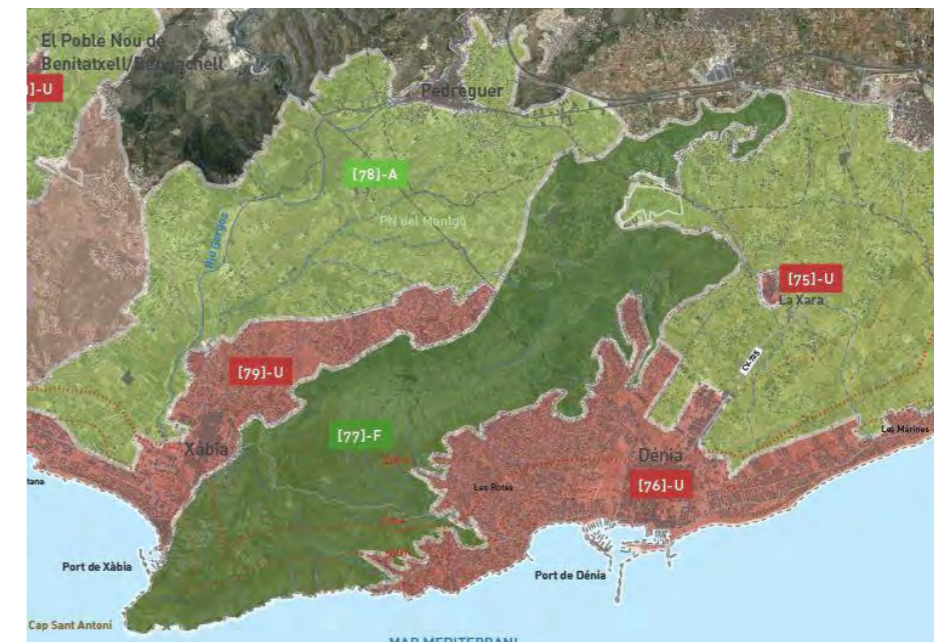 El Poble Nou de
Benitatxell/Benitachell
]-U
Pedreguer
[78]-A
PN del Montgó
Riu Gorgos
[75]-U
La Xara
CV-725
[79]-U
Xàbia
[77]-F
Les Marines
Dénia
[76]-U
Les Rotes
tana
Port de Xàbia
Port de Dénia
Cap Sant Antoni
MAR MEDITERRANI